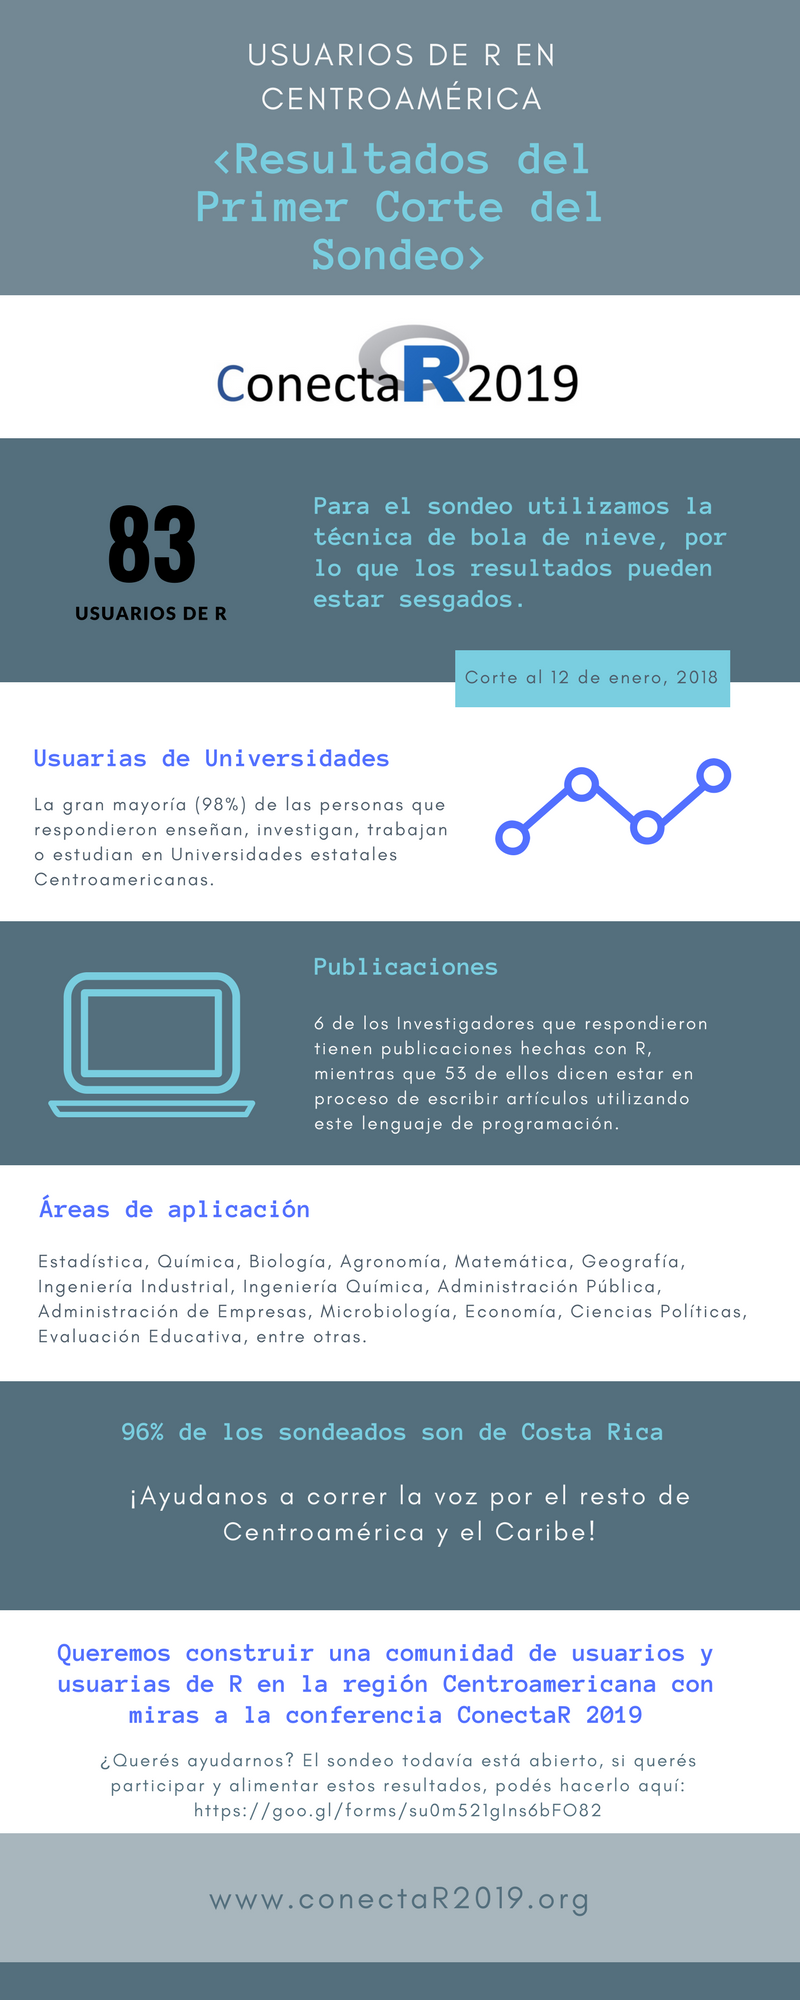 USUARIOS DE R EN
CENTROAMÉRICA
<Resultados del
Primer Corte del
Sondeo>
ConectaR2019
83
USUARIOS DE R
Para el sondeo utilizamos la
técnica de bola de nieve, por
lo que los resultados pueden
estar sesgados.
Corte al 12 de enero, 2018
Usuarias de Universidades
La gran mayoría (98%) de las personas que
respondieron enseñan, investigan, trabajan
o estudian en Universidades estatales
Centroamericanas.
Publicaciones
6 de los Investigadores que respondieron
tienen publicaciones hechas con R,
mientras que 53 de ellos dicen estar en
proceso de escribir artículos utilizando
este lenguaje de programación.
Áreas de aplicación
Estadística, Química, Biología, Agronomía, Matemática, Geografía,
Ingeniería Industrial, Ingeniería Química, Administración Pública,
Administración de Empresas, Microbiología, Economía, Ciencias Políticas,
Evaluación Educativa, entre otras.
96% de los sondeados son de Costa Rica
¡Ayudanos a correr la voz por el resto de
Centroamérica y el Caribe!
Queremos construir una comunidad de usuarios y
usuarias de R en la región Centroamericana con
miras a la conferencia ConectaR 2019
¿Querés ayudarnos? El sondeo todavía está abierto, si querés
participar y alimentar estos resultados, podés hacerlo aquí:
https://goo.gl/forms/su0m521gIns6bFO82
www.conectaR2019.org